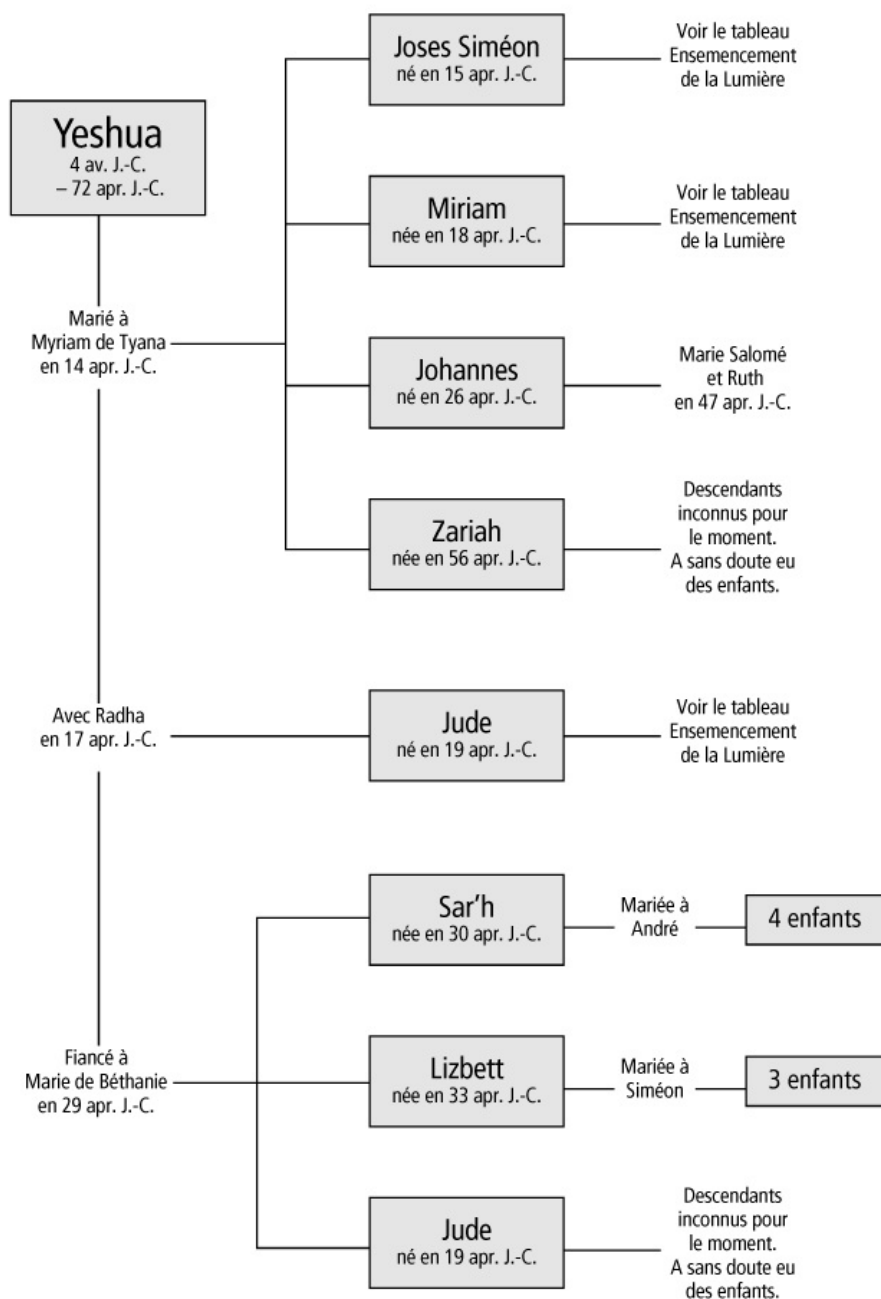 Yeshua
4 av. J.-C.
– 72 apr. J.-C.
Marié à
Myriam de Tyana
en 14 apr. J.-C.
Joses Siméon
né en 15 apr. J.-C.
Voir le tableau
Ensemencement
de la Lumière
Miriam
née en 18 apr. J.-C.
Voir le tableau
Ensemencement
de la Lumière
Johannes
né en 26 apr. J.-C.
Marie Salomé
et Ruth
en 47 apr. J.-C.
Zariah
née en 56 apr. J.-C.
Descendants
inconnus pour
le moment.
A sans doute eu
des enfants.
Avec Radha
en 17 apr. J.-C.
Jude
né en 19 apr. J.-C.
Voir le tableau
Ensemencement
de la Lumière
Fiancé à
Marie de Béthanie
en 29 apr. J.-C.
Sar’h
née en 30 apr. J.-C.
Mariée à
André
4 enfants
Lizbett
née en 33 apr. J.-C.
Mariée à
Siméon
3 enfants
Jude
né en 19 apr. J.-C.
Descendants
inconnus pour
le moment.
A sans doute eu
des enfants.